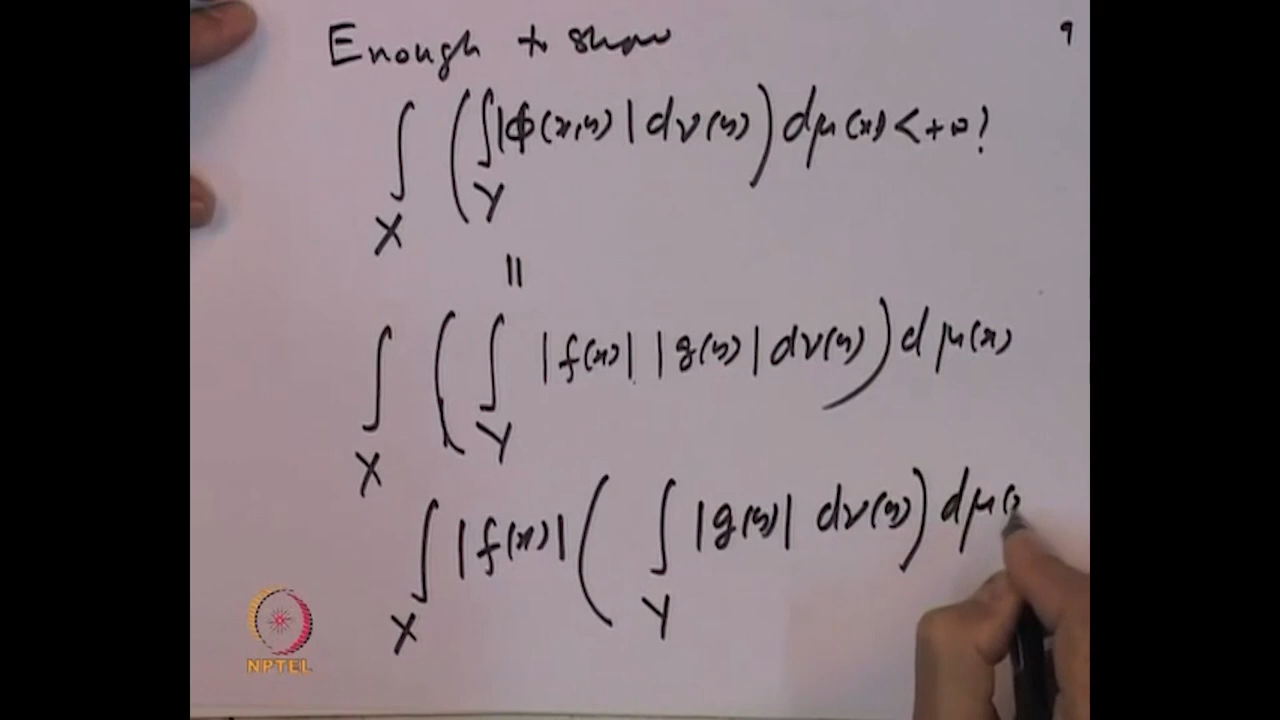 Enough to show 9
∫_X ( ∫_Y |ϕ(x,y)| dν(y) ) dμ(x) < +∞ ?
||
∫_X ( ∫_Y |f(x)| |g(y)| dν(y) ) dμ(x)
∫_X |f(x)| ( ∫_Y |g(y)| dν(y) ) dμ(
NPTEL